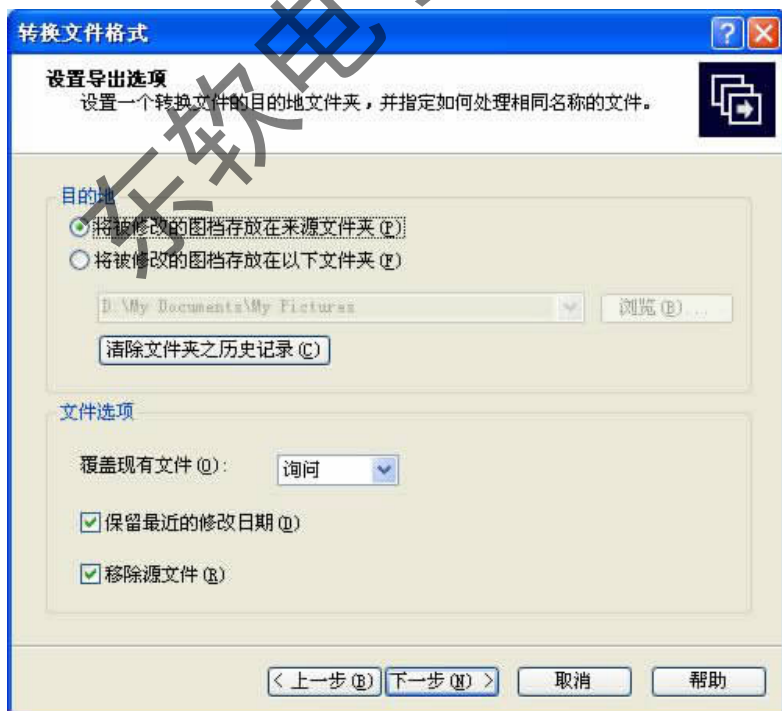 转换文件格式
设置导出选项
设置一个转换文件的目的地文件夹，并指定如何处理相同名称的文件。
目的地
将被修改的图档存放在来源文件夹(P)
将被修改的图档存放在以下文件夹(F)
D:\My Documents\My Pictures
浏览(B)...
清除文件夹之历史记录(C)
文件选项
覆盖现有文件(O):
询问
保留最近的修改日期(D)
移除源文件(R)
< 上一步(B)
下一步(N) >
取消
帮助
东软电